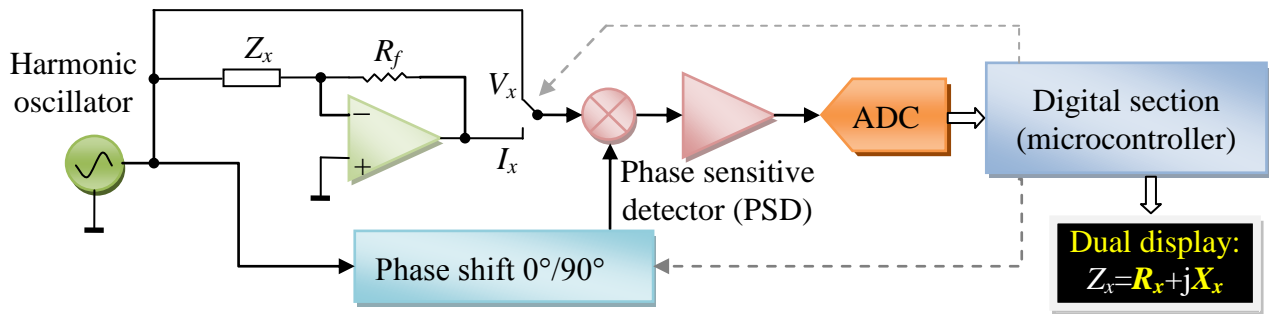 Harmonic
oscillator
Zx
Rf
Vx
Ix
−
+
Phase sensitive
detector (PSD)
ADC
Digital section
(microcontroller)
Phase shift 0°/90°
Dual display:
Zx=Rx+jXx